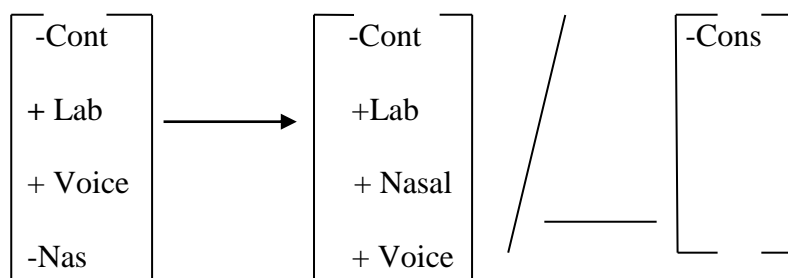 -Cont -Cont -Cons
+ Lab +Lab
+ Voice + Nasal
-Nas + Voice